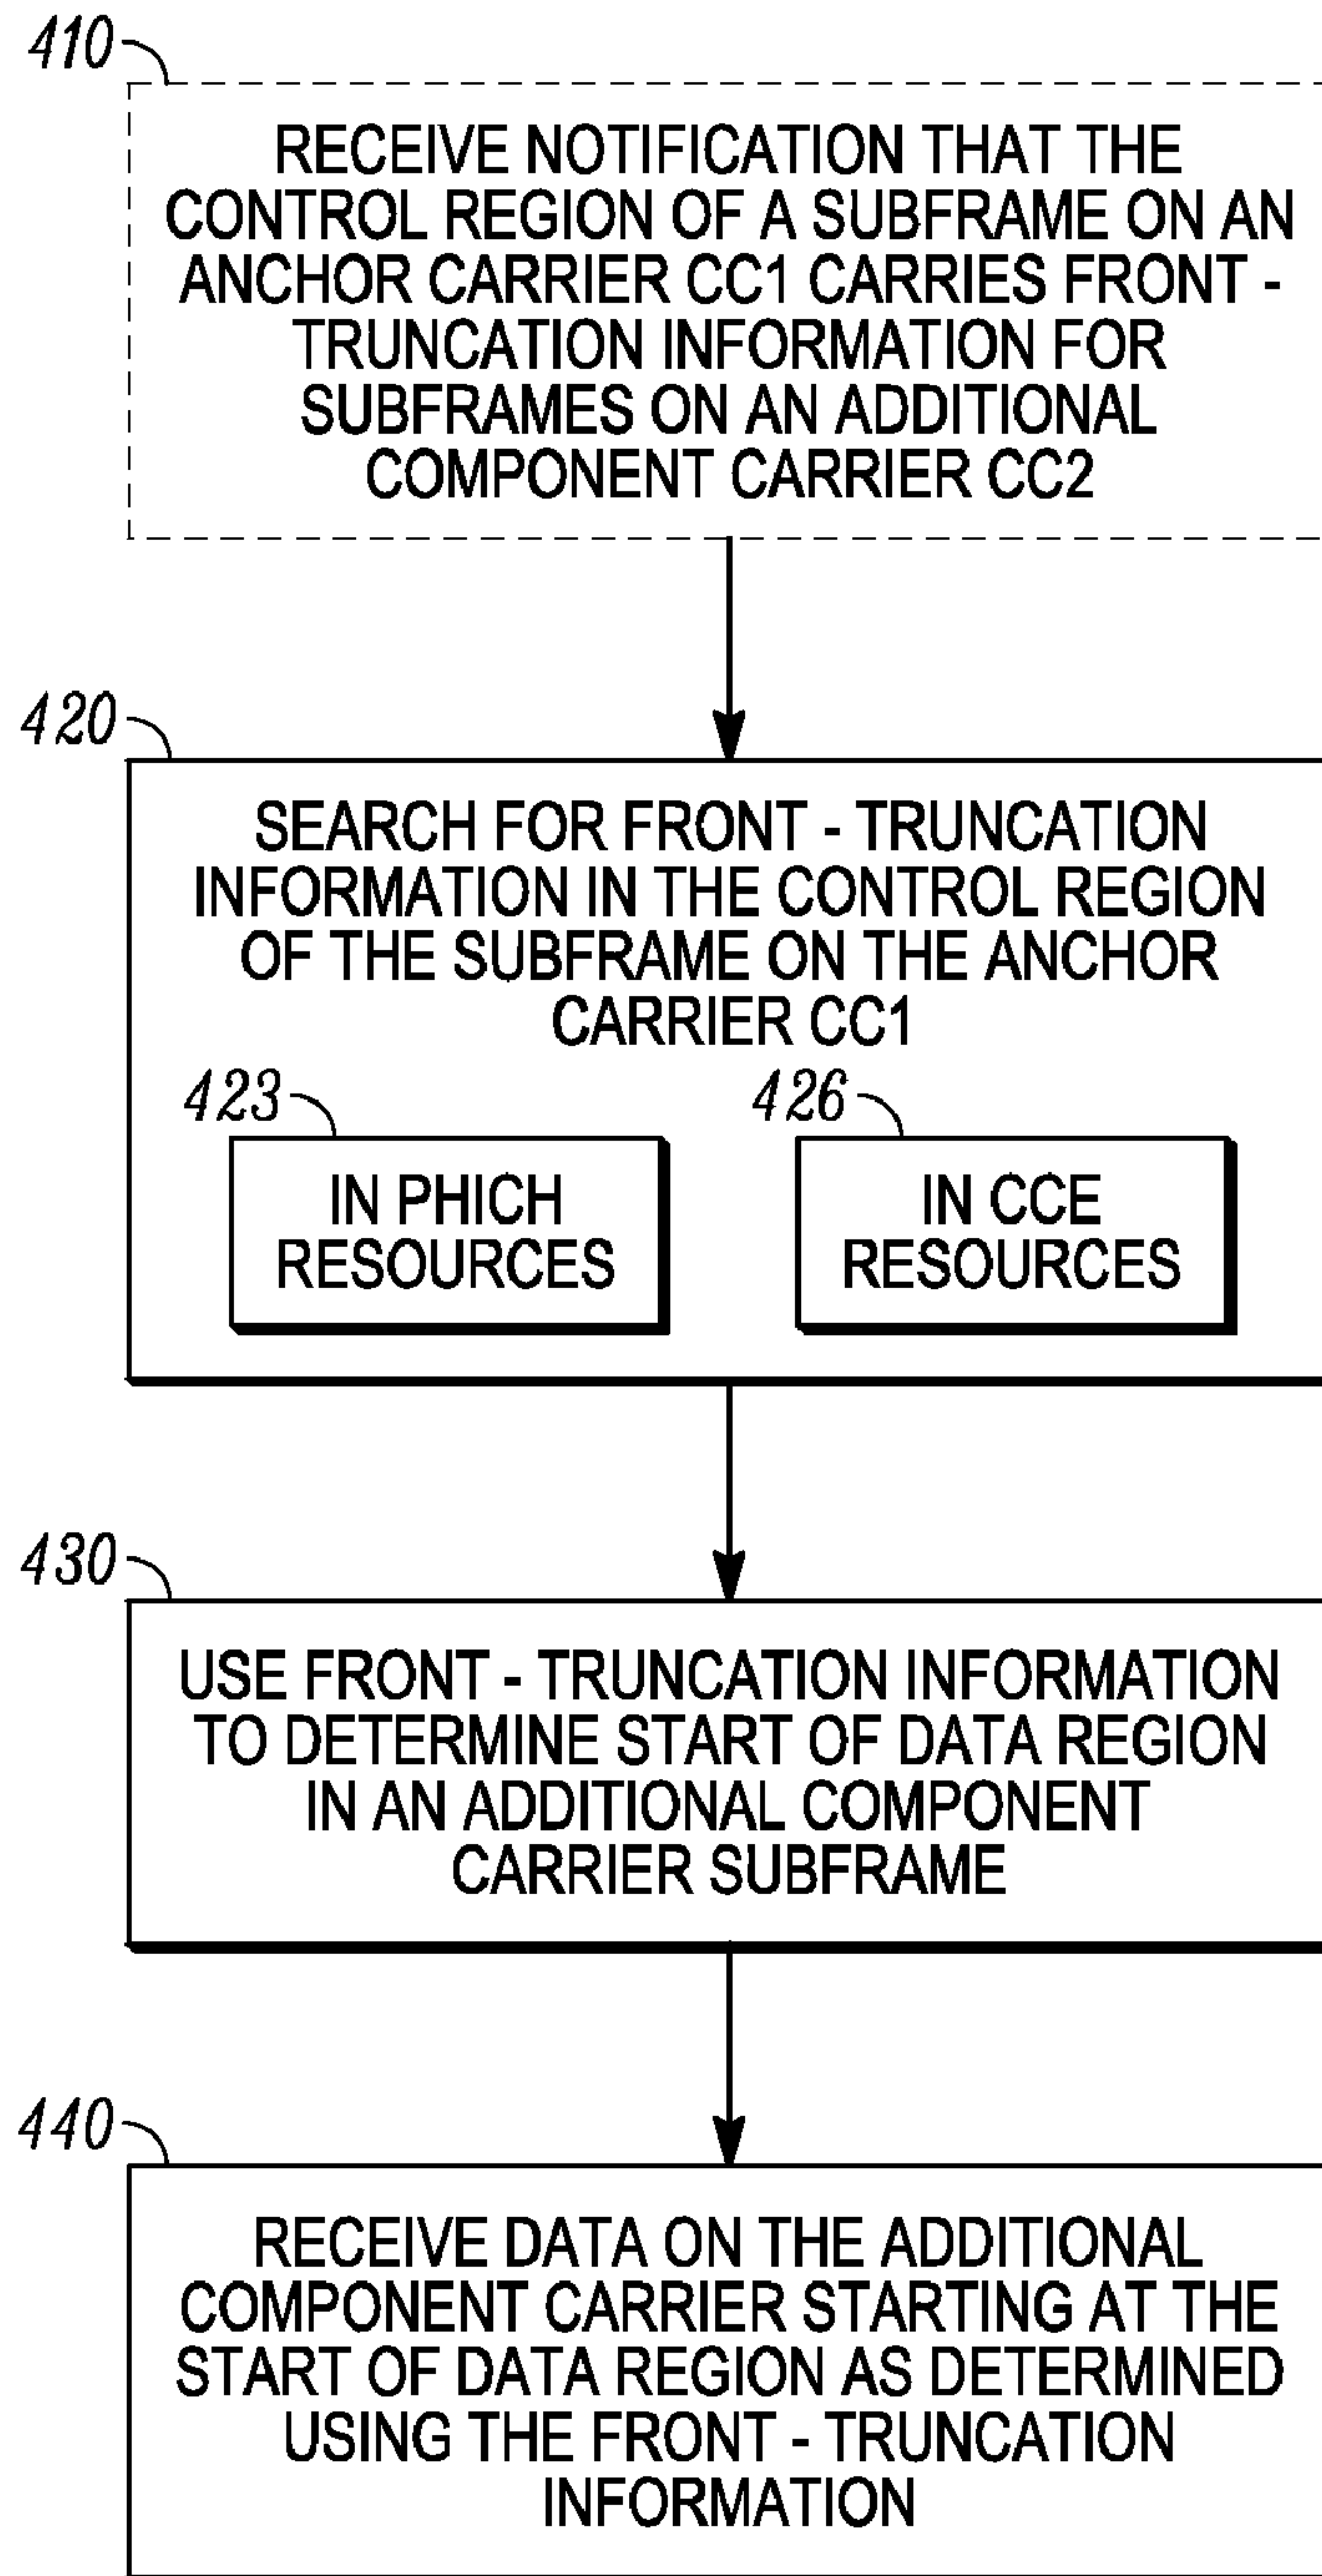 410
RECEIVE NOTIFICATION THAT THE
CONTROL REGION OF A SUBFRAME ON AN
ANCHOR CARRIER CC1 CARRIES FRONT -
TRUNCATION INFORMATION FOR
SUBFRAMES ON AN ADDITIONAL
COMPONENT CARRIER CC2
420
SEARCH FOR FRONT - TRUNCATION
INFORMATION IN THE CONTROL REGION
OF THE SUBFRAME ON THE ANCHOR
CARRIER CC1
423
IN PHICH
RESOURCES
426
IN CCE
RESOURCES
430
USE FRONT - TRUNCATION INFORMATION
TO DETERMINE START OF DATA REGION
IN AN ADDITIONAL COMPONENT
CARRIER SUBFRAME
440
RECEIVE DATA ON THE ADDITIONAL
COMPONENT CARRIER STARTING AT THE
START OF DATA REGION AS DETERMINED
USING THE FRONT - TRUNCATION
INFORMATION